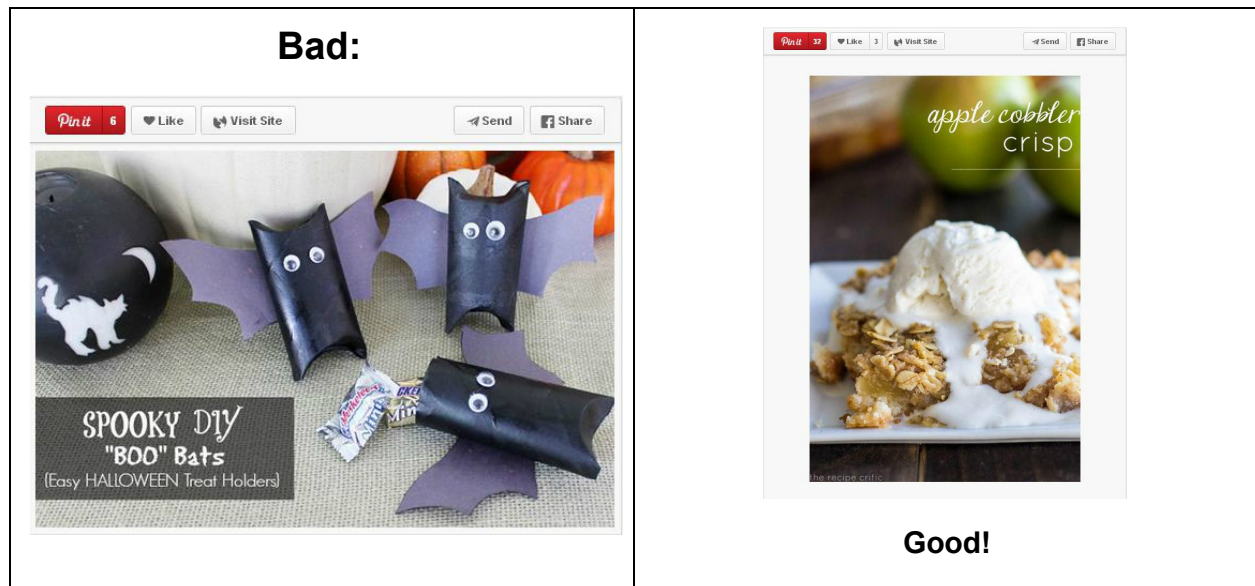 Bad:
Pin it 6 Like Visit Site Send Share
SPOOKY DIY
"BOO" Bats
(Easy HALLOWEEN Treat Holders)
Pin it 32 Like 3 Visit Site Send Share
apple cobbler
crisp
the recipe critic
Good!